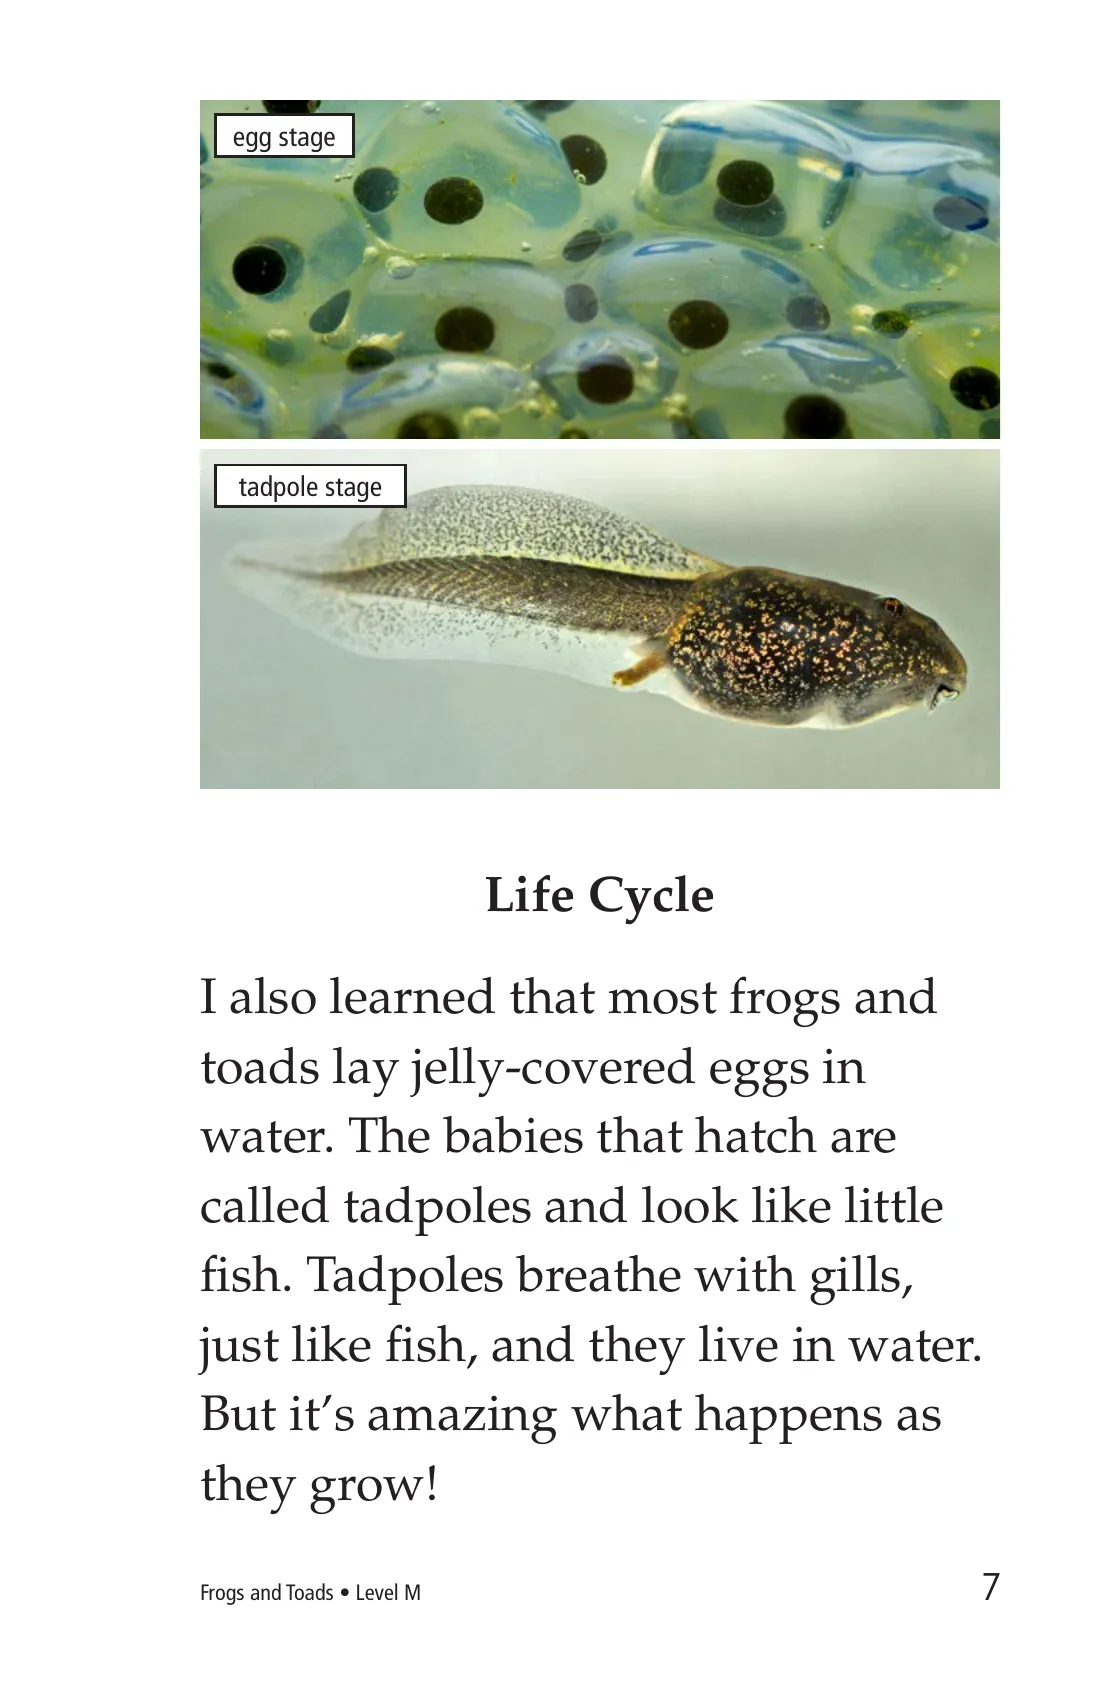 egg stage
tadpole stage
Life Cycle
I also learned that most frogs and
toads lay jelly-covered eggs in
water. The babies that hatch are
called tadpoles and look like little
fish. Tadpoles breathe with gills,
just like fish, and they live in water.
But it’s amazing what happens as
they grow!
Frogs and Toads • Level M
7